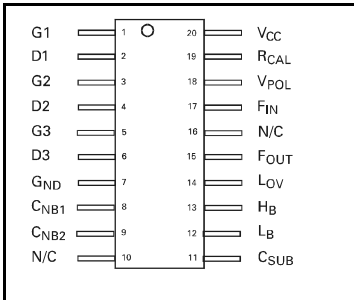 G1 1 20 VCC
D1 2 19 RCAL
G2 3 18 VPOL
D2 4 17 FIN
G3 5 16 N/C
D3 6 15 FOUT
GND 7 14 LOV
CNB1 8 13 HB
CNB2 9 12 LB
N/C 10 11 CSUB